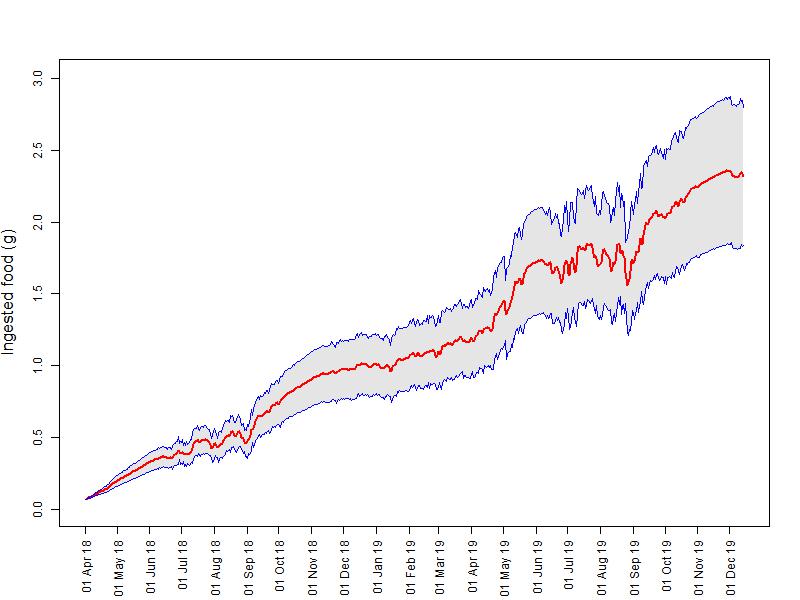 Ingested food (g)
3.0
2.5
2.0
1.5
1.0
0.5
0.0
01 Apr 18
01 May 18
01 Jun 18
01 Jul 18
01 Aug 18
01 Sep 18
01 Oct 18
01 Nov 18
01 Dec 18
01 Jan 19
01 Feb 19
01 Mar 19
01 Apr 19
01 May 19
01 Jun 19
01 Jul 19
01 Aug 19
01 Sep 19
01 Oct 19
01 Nov 19
01 Dec 19